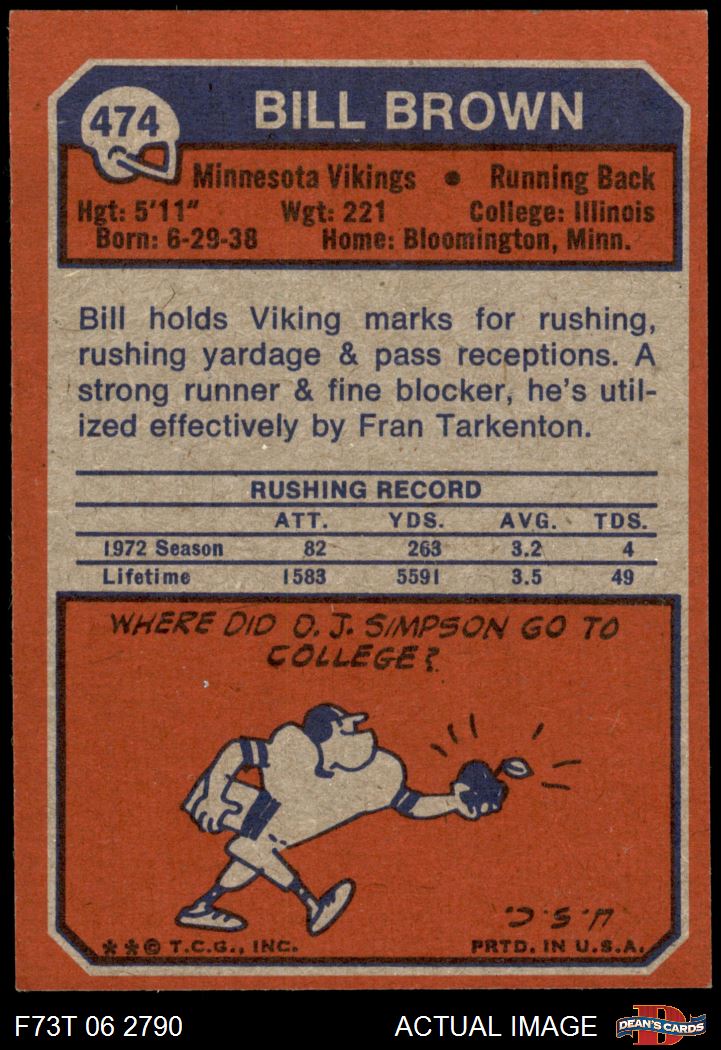 474
BILL BROWN
Minnesota Vikings • Running Back
Hgt: 5'11" Wgt: 221 College: Illinois
Born: 6-29-38 Home: Bloomington, Minn.
Bill holds Viking marks for rushing,
rushing yardage & pass receptions. A
strong runner & fine blocker, he's util-
ized effectively by Fran Tarkenton.
RUSHING RECORD
ATT. YDS. AVG. TDS.
1972 Season 82 263 3.2 4
Lifetime 1583 5591 3.5 49
WHERE DID O.J. SIMPSON GO TO
COLLEGE?
U.S.C.
**© T.C.G., INC. PRTD. IN U.S.A.
F73T 06 2790 ACTUAL IMAGE D DEAN'S CARDS